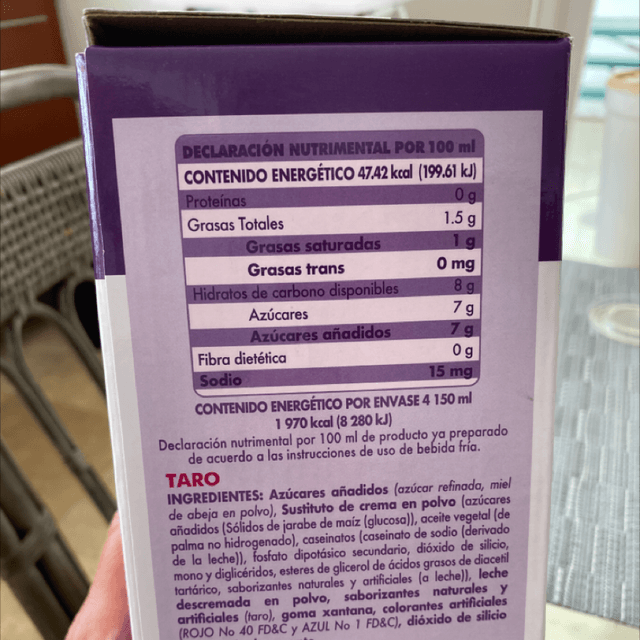 DECLARACIÓN NUTRIMENTAL POR 100 ml
CONTENIDO ENERGÉTICO 47.42 kcal (199.61 kJ)
Proteínas 0 g
Grasas Totales 1.5 g
Grasas saturadas 1 g
Grasas trans 0 mg
Hidratos de carbono disponibles 8 g
Azúcares 7 g
Azúcares añadidos 7 g
Fibra dietética 0 g
Sodio 15 mg
CONTENIDO ENERGÉTICO POR ENVASE 4 150 ml
1 970 kcal (8 280 kJ)
Declaración nutrimental por 100 ml de producto ya preparado
de acuerdo a las instrucciones de uso de bebida fría.
TARO
INGREDIENTES: Azúcares añadidos (azúcar refinada, miel
de abeja en polvo), Sustituto de crema en polvo (azúcares
añadidos (Sólidos de jarabe de maíz (glucosa)), aceite vegetal (de
palma no hidrogenado), caseinatos (caseinato de sodio (derivado
de la leche)), fosfato dipotásico secundario, dióxido de silicio,
mono y diglicéridos, esteres de glicerol de ácidos grasos de diacetil
tartárico, saborizantes naturales y artificiales (a leche)), leche
descremada en polvo, saborizantes naturales y
artificiales (taro), goma xantana, colorantes artificiales
(ROJO No 40 FD&C y AZUL No 1 FD&C), dióxido de silicio